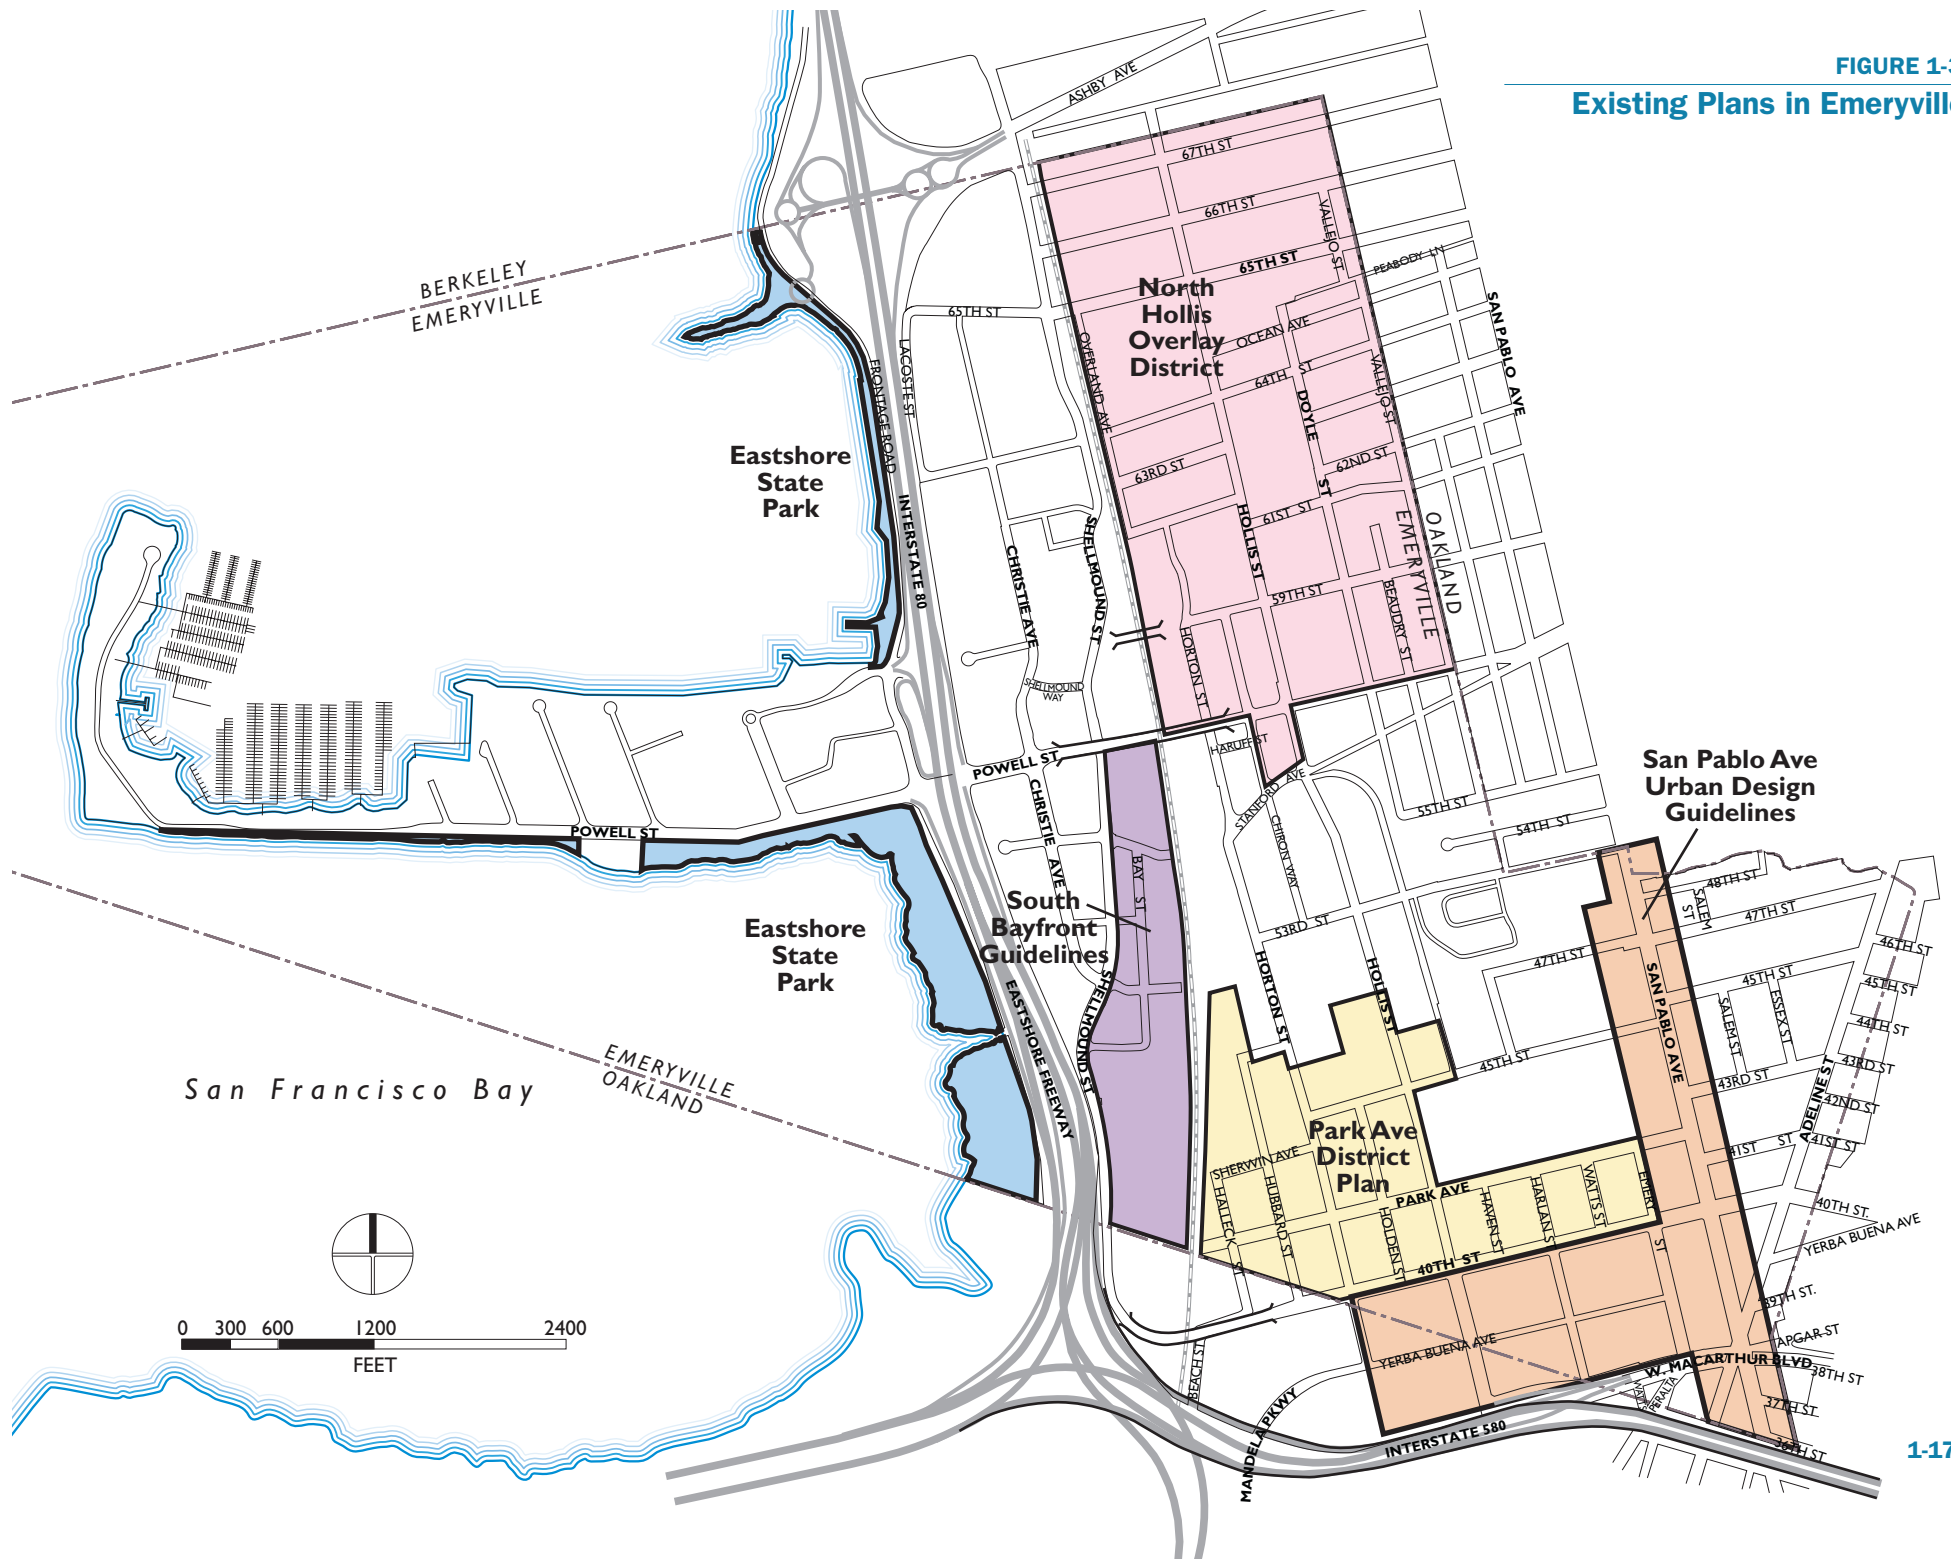 FIGURE 1-3
Existing Plans in Emeryville
ASHBY AVE
67TH ST
66TH ST
VALLEJO ST
65TH ST
PEABODY LN
BERKELEY
EMERYVILLE
North
Hollis
Overlay
District
SAN PABLO AVE
65TH ST
OCEAN AVE
OVERLAND AVE
LACOSTE ST
FRONTAGE ROAD
64TH ST
VALLEJO ST
DOYLE ST
62ND ST
63RD ST
Eastshore
State
Park
INTERSTATE 80
61ST ST
HOLLIS ST
OAKLAND
EMERYVILLE
SHELLMOUND ST
CHRISTIE AVE
59TH ST
BEAUDRY ST
HORTON ST
SHELLMOUND
WAY
HARUFF ST
POWELL ST
STANFORD AVE
San Pablo Ave
Urban Design
Guidelines
55TH ST
54TH ST
CHRISTIE AVE
CHIRON WAY
POWELL ST
BAY ST
48TH ST
SALEM
ST
47TH ST
South
Bayfront
Guidelines
53RD ST
Eastshore
State
Park
46TH ST
47TH ST
HORTON ST
HOLLIS ST
SAN PABLO AVE
45TH ST
45TH ST
SHELLMOUND ST
EASTSHORE FREEWAY
SALEM ST
ESSEX ST
44TH ST
45TH ST
43RD ST
43RD ST
EMERYVILLE
OAKLAND
San Francisco Bay
42ND ST
ADELINE ST
Park Ave
District
Plan
41ST ST
41ST ST
SHERWIN AVE
PARK AVE
HALLECK ST
HUBBARD ST
HOLDEN ST
HAVEN ST
HARLAN S
WATTS ST
EMERY ST
40TH ST.
YERBA BUENA AVE
40TH ST
39TH ST.
0 300 600 1200 2400
FEET
APGAR ST
YERBA BUENA AVE
W. MACARTHUR BLVD
38TH ST
BEACH ST
PERALTA
37TH ST
MANDELA PKWY
INTERSTATE 580
36TH ST
1-17